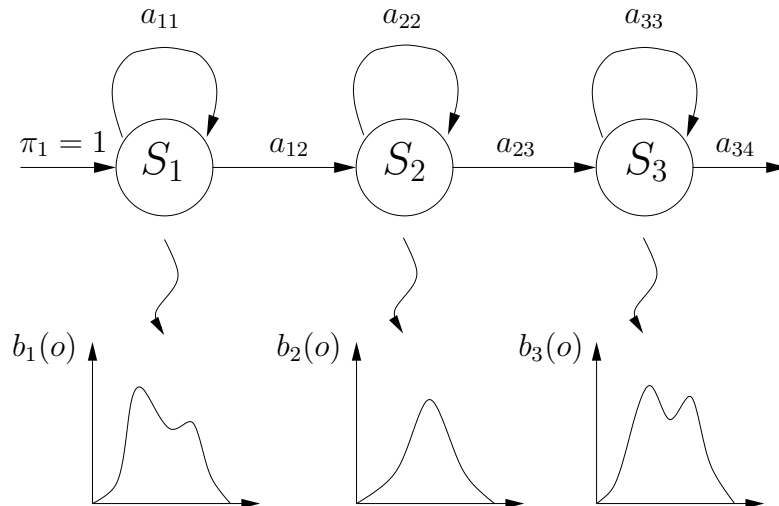 a₁₁ a₂₂ a₃₃
π₁ = 1 S₁ a₁₂ S₂ a₂₃ S₃ a₃₄
b₁(o) b₂(o) b₃(o)